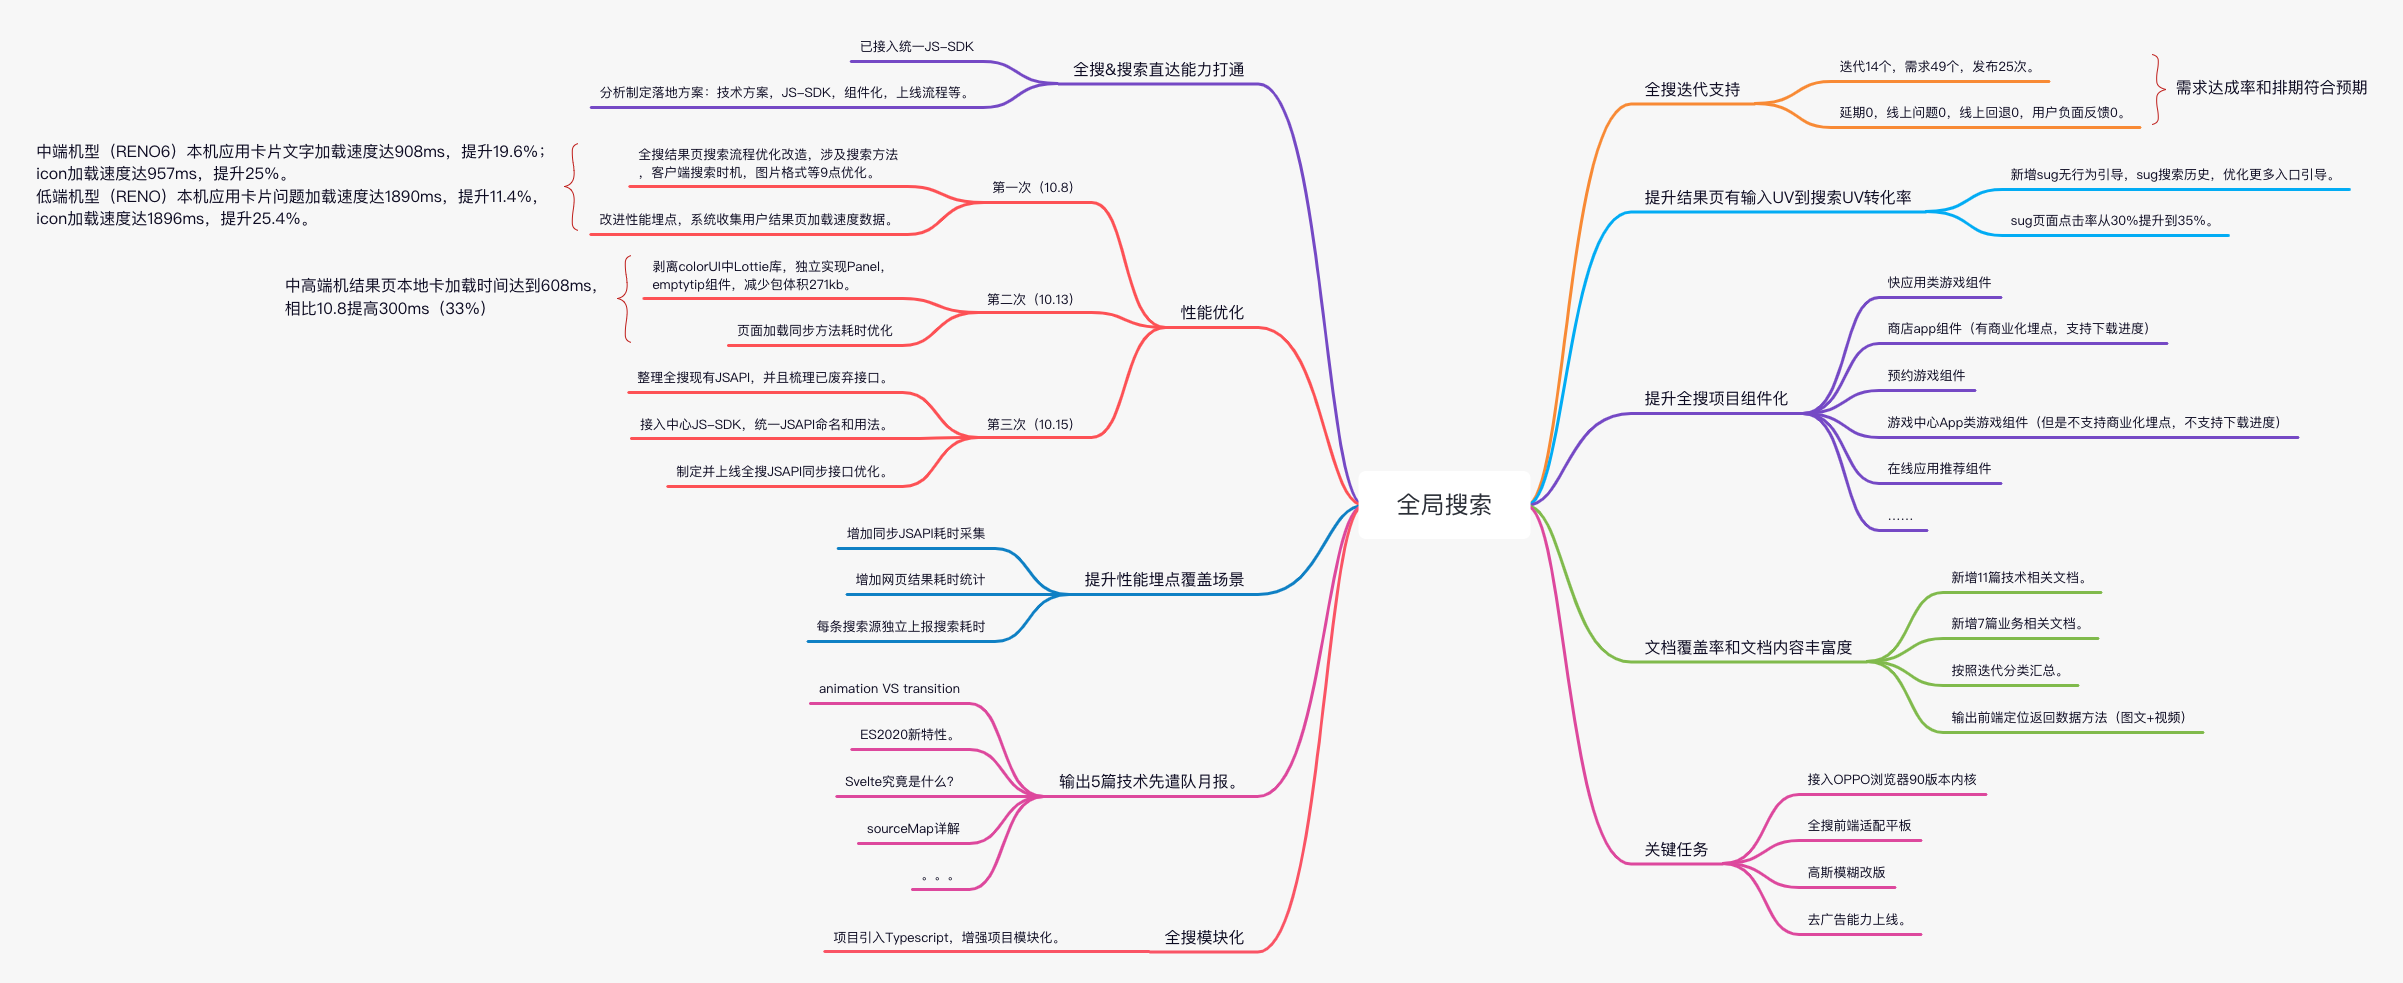 全局搜索
全搜迭代支持
迭代14个，需求49个，发布25次。
延期0，线上问题0，线上回退0，用户负面反馈0。
需求达成率和排期符合预期
提升结果页有输入UV到搜索UV转化率
新增sug无行为引导，sug搜索历史，优化更多入口引导。
sug页面点击率从30%提升到35%。
提升全搜项目组件化
快应用类游戏组件
商店app组件（有商业化埋点，支持下载进度）
预约游戏组件
游戏中心App类游戏组件（但是不支持商业化埋点，不支持下载进度）
在线应用推荐组件
……
文档覆盖率和文档内容丰富度
新增11篇技术相关文档。
新增7篇业务相关文档。
按照迭代分类汇总。
输出前端定位返回数据方法（图文+视频）
关键任务
接入OPPO浏览器90版本内核
全搜前端适配平板
高斯模糊改版
去广告能力上线。
全搜&搜索直达能力打通
已接入统一JS-SDK
分析制定落地方案：技术方案，JS-SDK，组件化，上线流程等。
性能优化
第一次（10.8）
全搜结果页搜索流程优化改造，涉及搜索方法
，客户端搜索时机，图片格式等9点优化。
改进性能埋点，系统收集用户结果页加载速度数据。
中端机型（RENO6）本机应用卡片文字加载速度达908ms，提升19.6%；
icon加载速度达957ms，提升25%。
低端机型（RENO）本机应用卡片问题加载速度达1890ms，提升11.4%，
icon加载速度达1896ms，提升25.4%。
第二次（10.13）
剥离colorUI中Lottie库，独立实现Panel，
emptytip组件，减少包体积271kb。
页面加载同步方法耗时优化
中高端机结果页本地卡加载时间达到608ms，
相比10.8提高300ms（33%）
第三次（10.15）
整理全搜现有JSAPI，并且梳理已废弃接口。
接入中心JS-SDK，统一JSAPI命名和用法。
制定并上线全搜JSAPI同步接口优化。
提升性能埋点覆盖场景
增加同步JSAPI耗时采集
增加网页结果耗时统计
每条搜索源独立上报搜索耗时
输出5篇技术先遣队月报。
animation VS transition
ES2020新特性。
Svelte究竟是什么？
sourceMap详解
。。。
全搜模块化
项目引入Typescript，增强项目模块化。